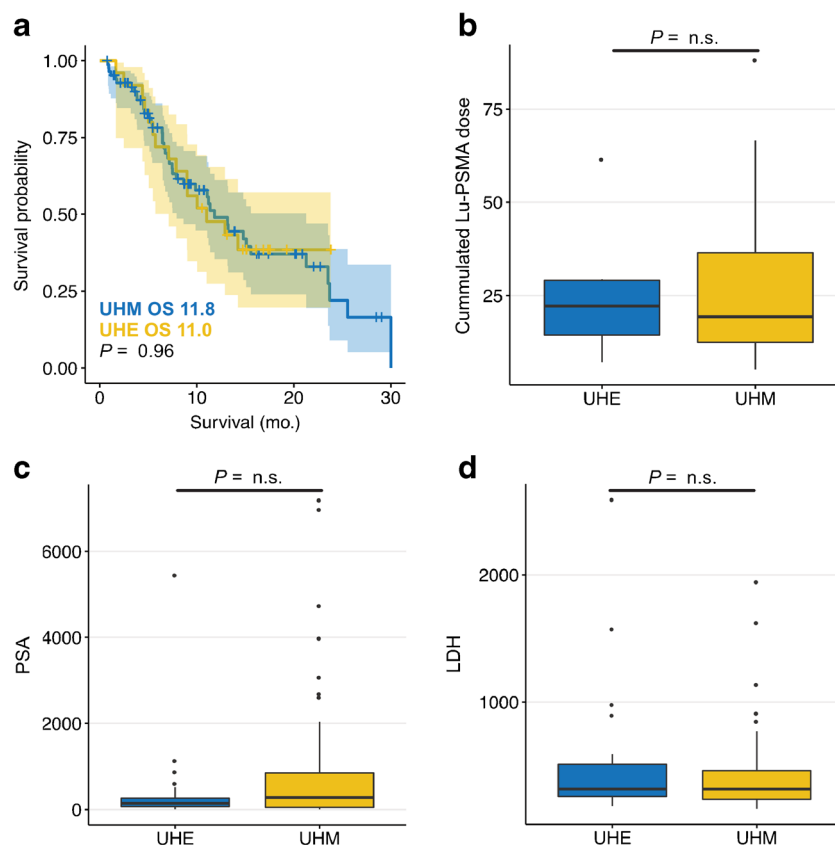 a
Survival probability
1.00
0.75
0.50
0.25
0.00
UHM OS 11.8
UHE OS 11.0
P = 0.96
0 10 20 30
Survival (mo.)
b
P = n.s.
Cummulated Lu-PSMA dose
75
50
25
UHE UHM
c
P = n.s.
PSA
6000
4000
2000
0
UHE UHM
d
P = n.s.
LDH
2000
1000
UHE UHM